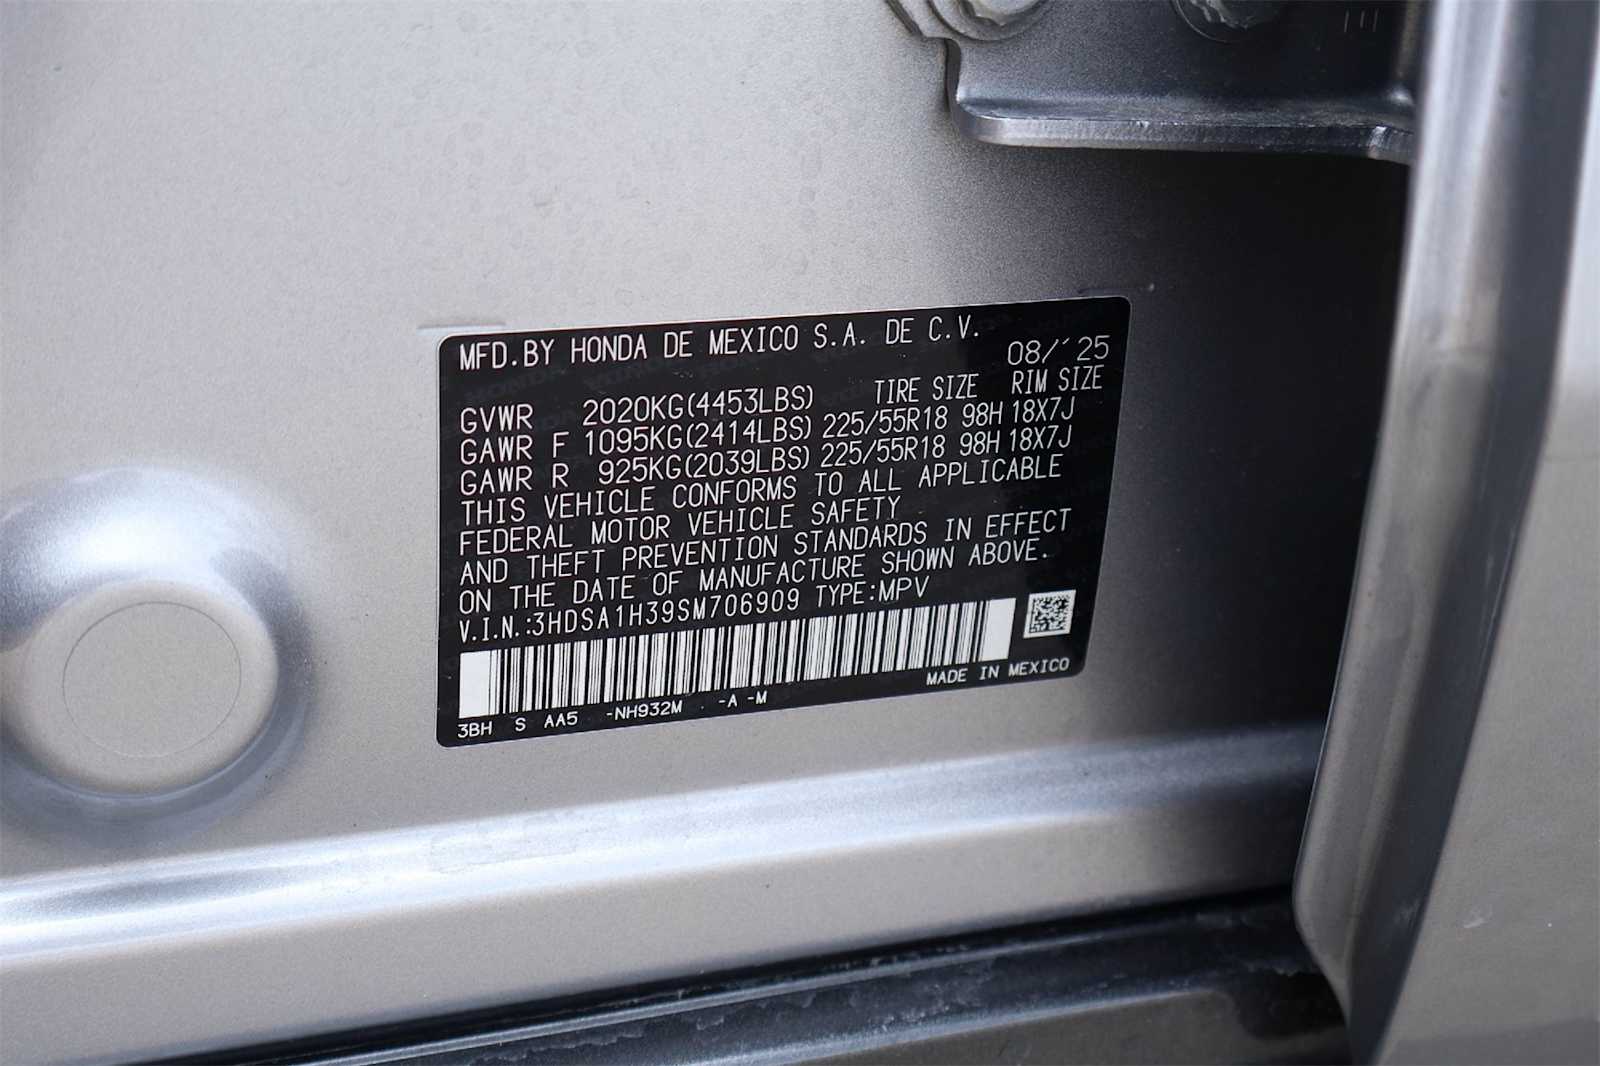 MFD.BY HONDA DE MEXICO S.A. DE C.V.
08/´25
TIRE SIZE RIM SIZE
GVWR 2020KG(4453LBS)
GAWR F 1095KG(2414LBS) 225/55R18 98H 18X7J
GAWR R 925KG(2039LBS) 225/55R18 98H 18X7J
THIS VEHICLE CONFORMS TO ALL APPLICABLE
FEDERAL MOTOR VEHICLE SAFETY
AND THEFT PREVENTION STANDARDS IN EFFECT
ON THE DATE OF MANUFACTURE SHOWN ABOVE.
V.I.N.:3HDSA1H39SM706909 TYPE:MPV
MADE IN MEXICO
3BH S AA5 -NH932M -A -M